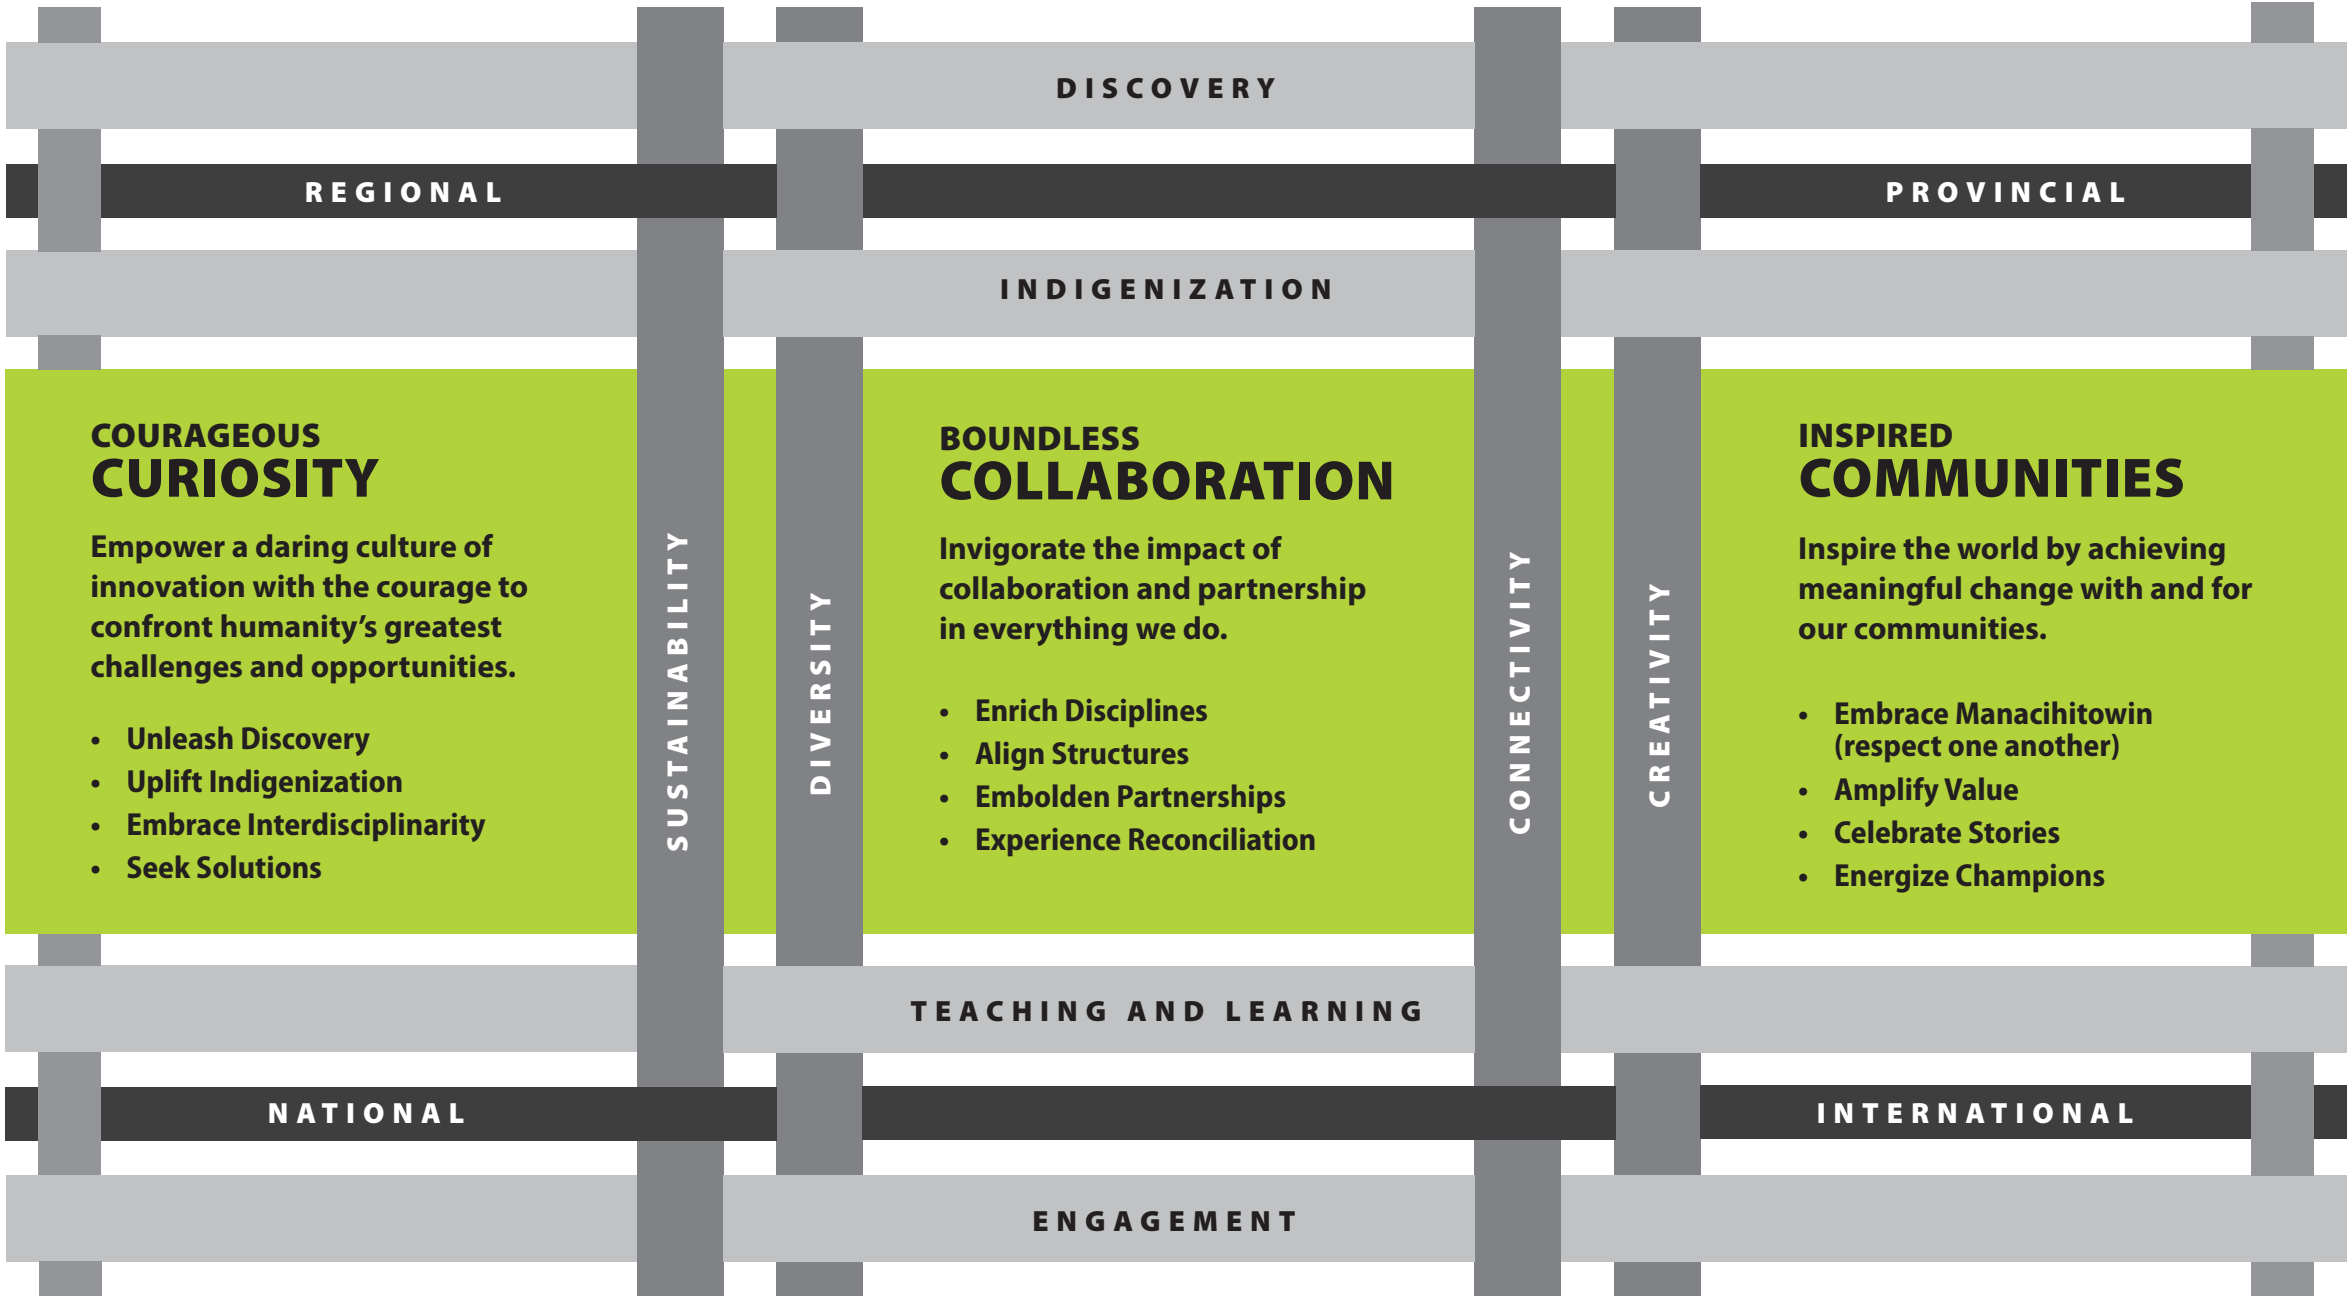 DISCOVERY
REGIONAL
PROVINCIAL
INDIGENIZATION
COURAGEOUS
CURIOSITY
Empower a daring culture of
innovation with the courage to
confront humanity’s greatest
challenges and opportunities.
• Unleash Discovery
• Uplift Indigenization
• Embrace Interdisciplinarity
• Seek Solutions
SUSTAINABILITY
DIVERSITY
BOUNDLESS
COLLABORATION
Invigorate the impact of
collaboration and partnership
in everything we do.
• Enrich Disciplines
• Align Structures
• Embolden Partnerships
• Experience Reconciliation
CONNECTIVITY
CREATIVITY
INSPIRED
COMMUNITIES
Inspire the world by achieving
meaningful change with and for
our communities.
• Embrace Manacihitowin
(respect one another)
• Amplify Value
• Celebrate Stories
• Energize Champions
TEACHING AND LEARNING
NATIONAL
INTERNATIONAL
ENGAGEMENT